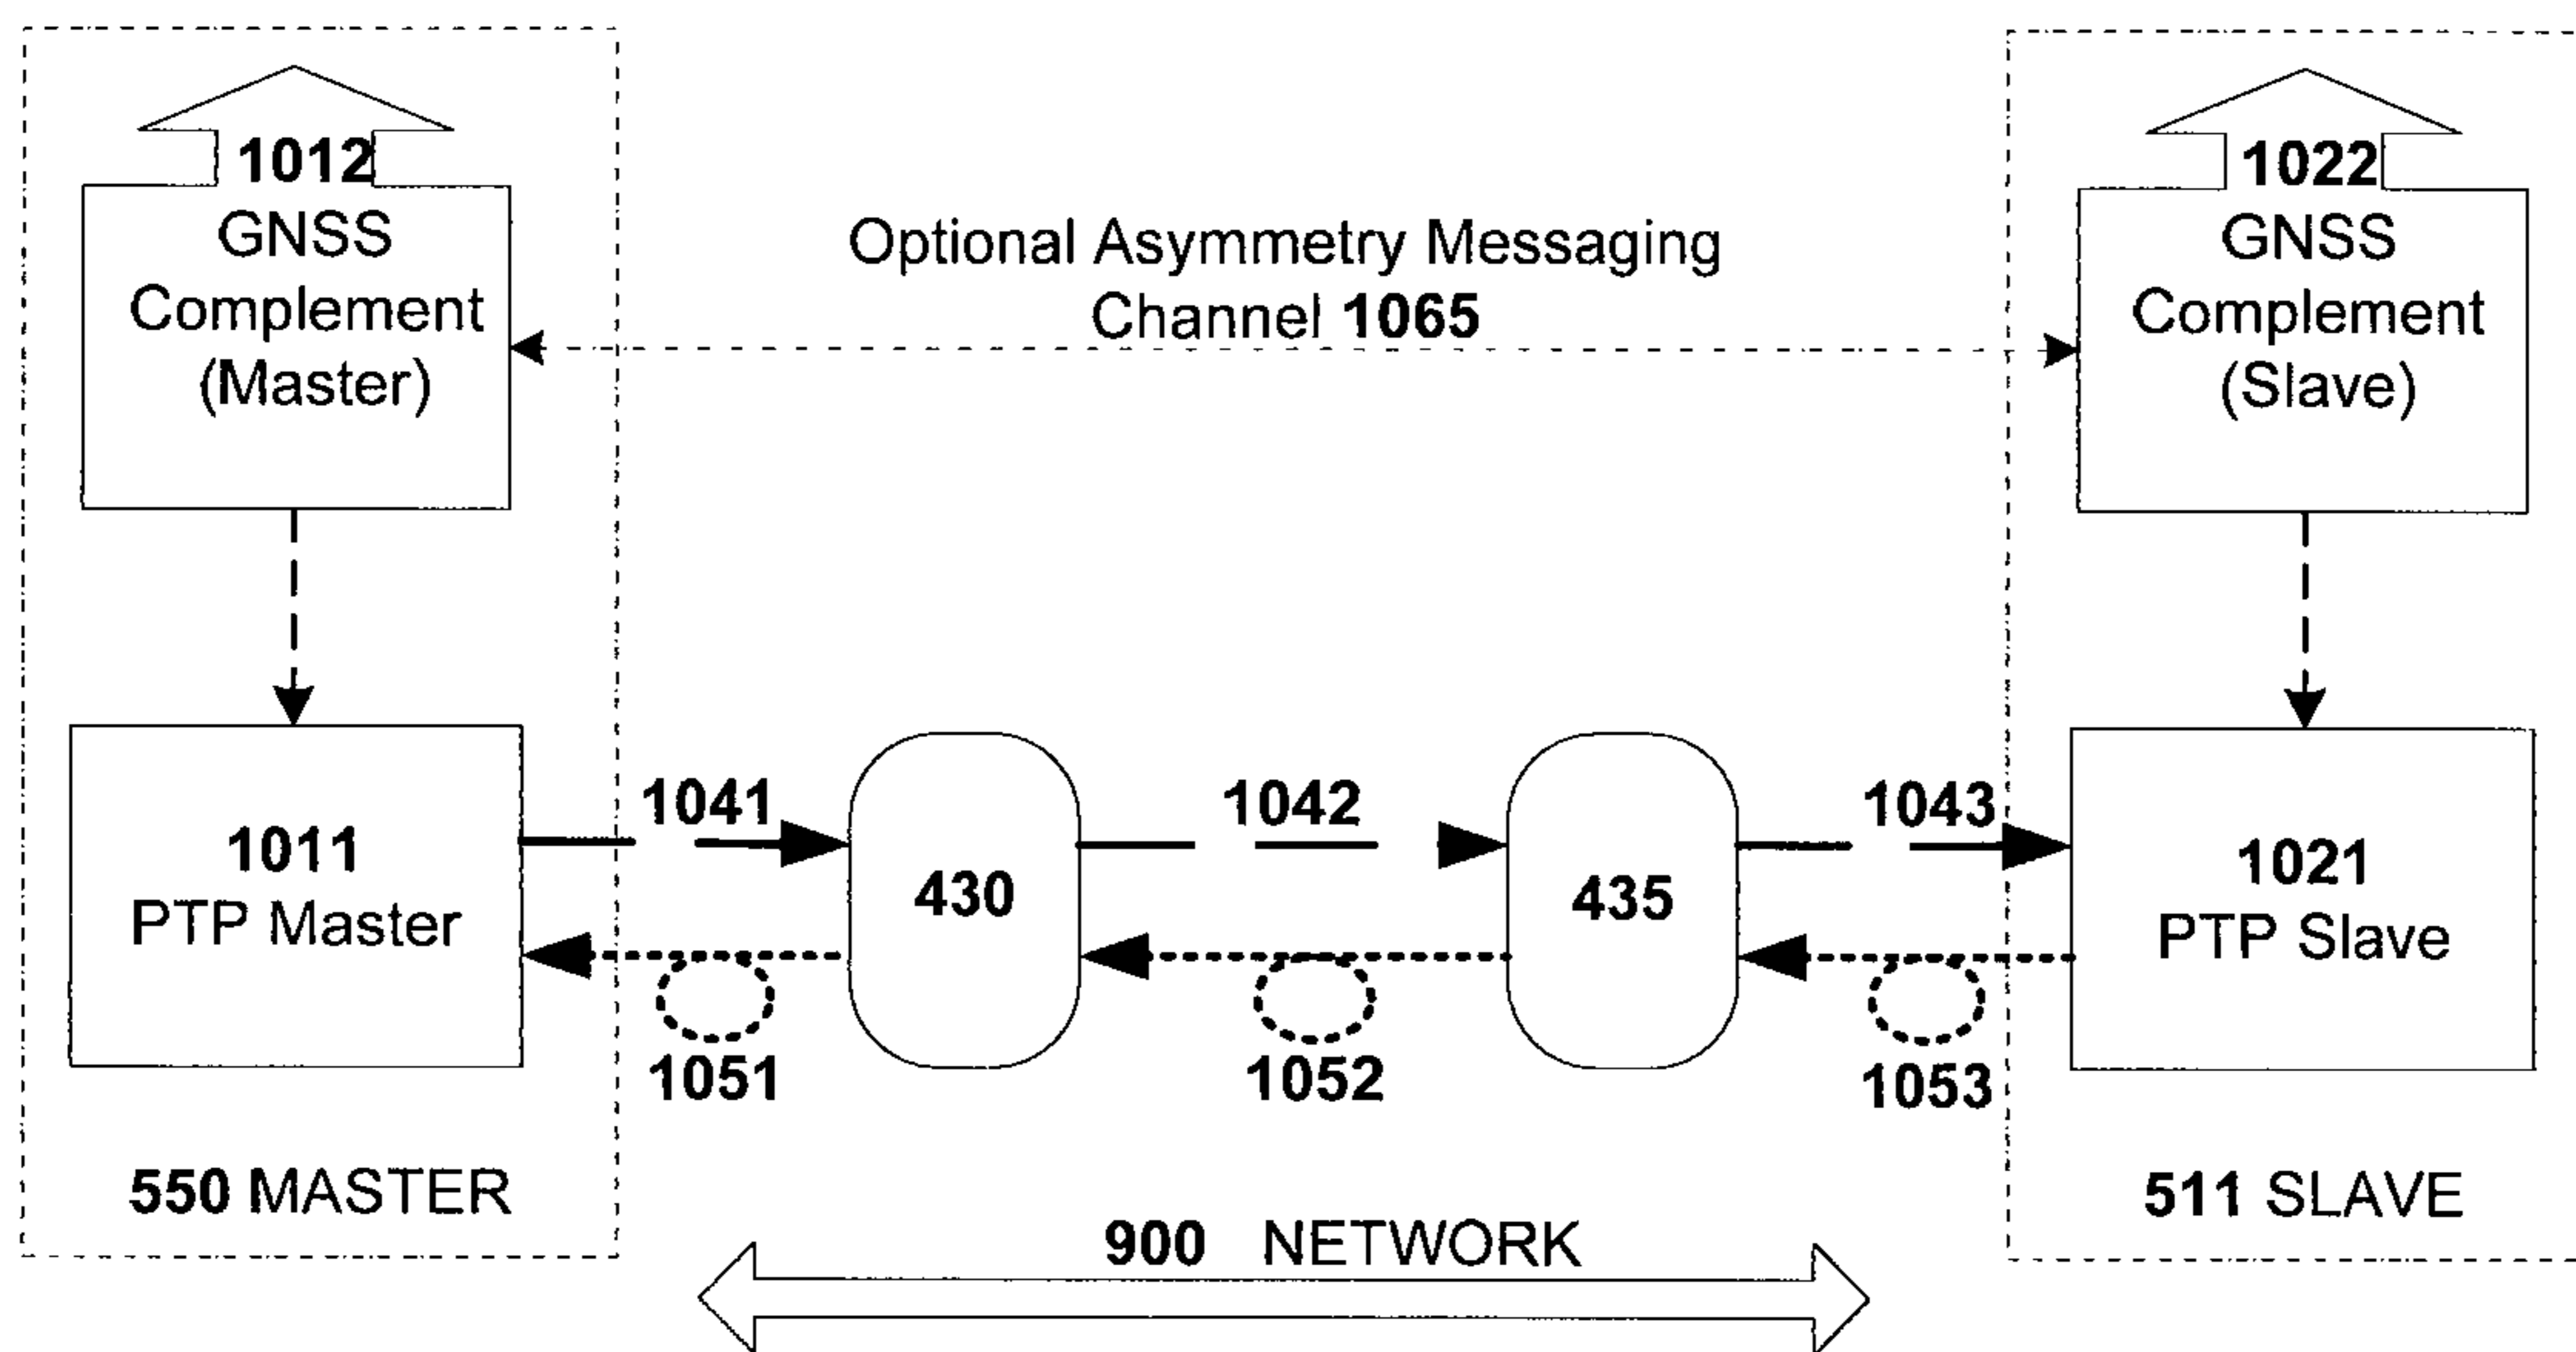 1012
GNSS
Complement
(Master)
Optional Asymmetry Messaging
Channel 1065
1022
GNSS
Complement
(Slave)
1041
1042
1043
1011
PTP Master
430
435
1021
PTP Slave
1051
1052
1053
550 MASTER
511 SLAVE
900 NETWORK